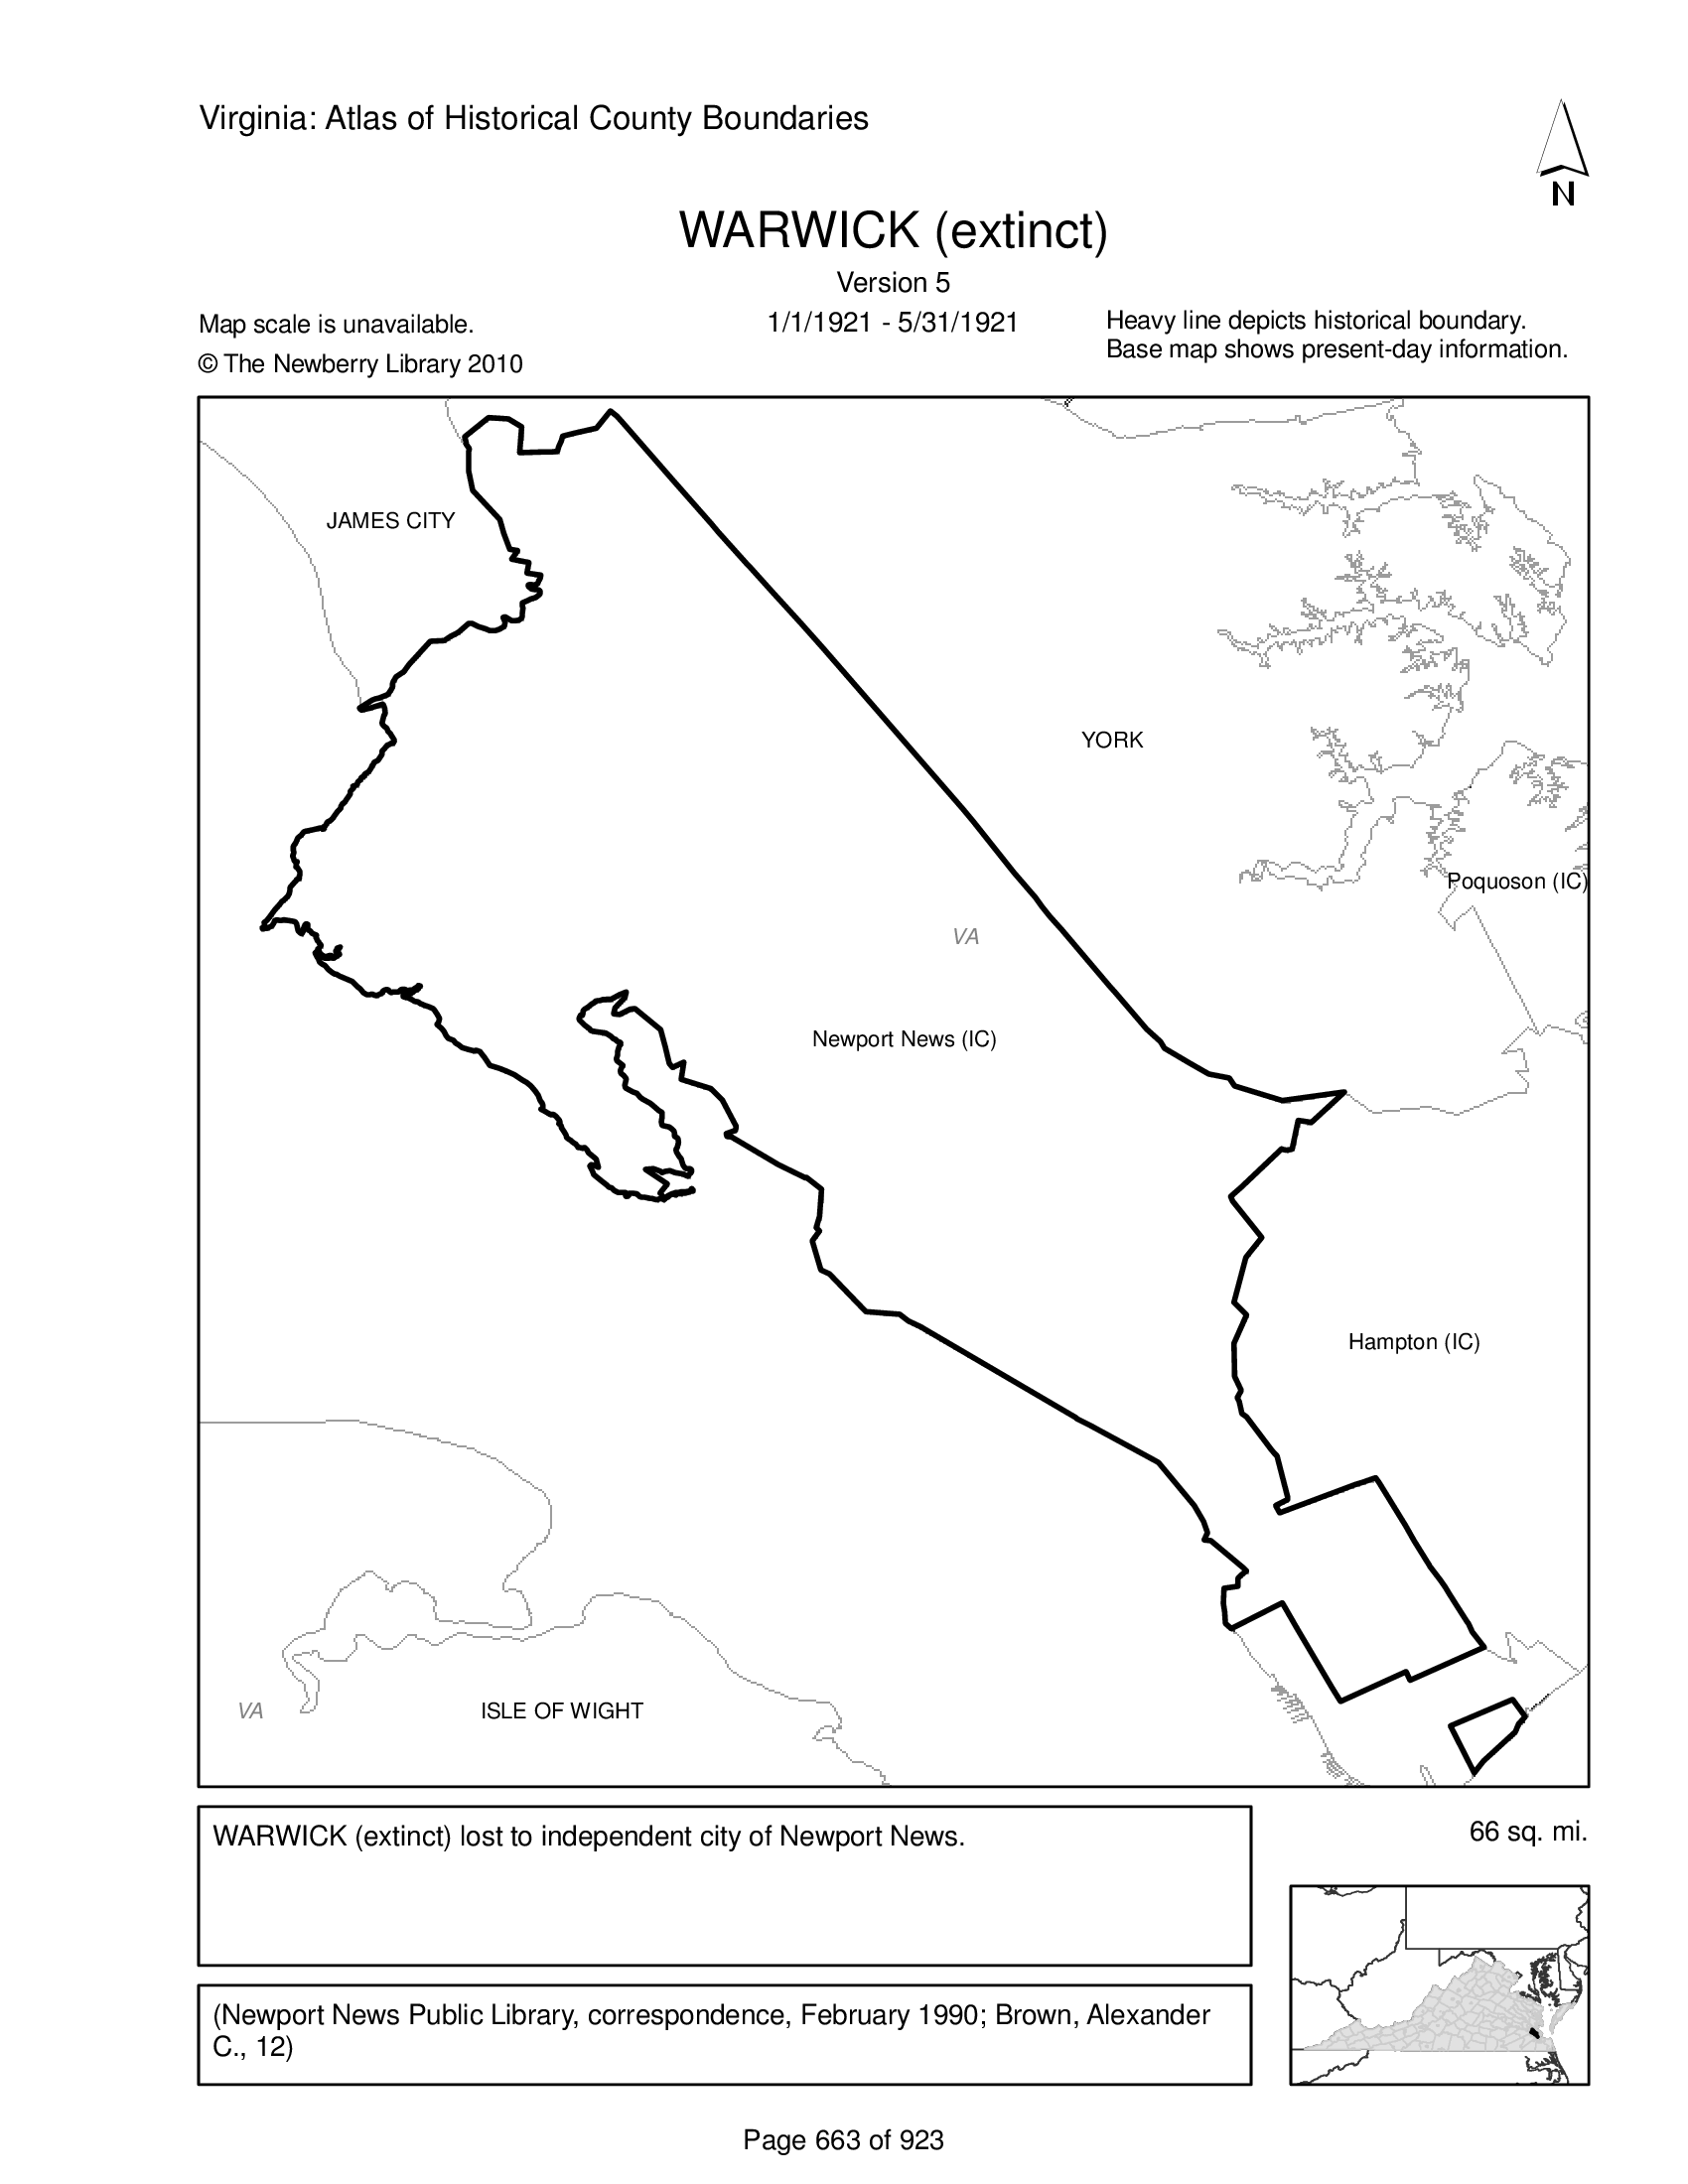 Virginia: Atlas of Historical County Boundaries
N
WARWICK (extinct)
Version 5
1/1/1921 - 5/31/1921
Map scale is unavailable.
© The Newberry Library 2010
Heavy line depicts historical boundary.
Base map shows present-day information.
JAMES CITY
YORK
Poquoson (IC)
VA
Newport News (IC)
Hampton (IC)
VA
ISLE OF WIGHT
WARWICK (extinct) lost to independent city of Newport News.
66 sq. mi.
(Newport News Public Library, correspondence, February 1990; Brown, Alexander
C., 12)
Page 663 of 923